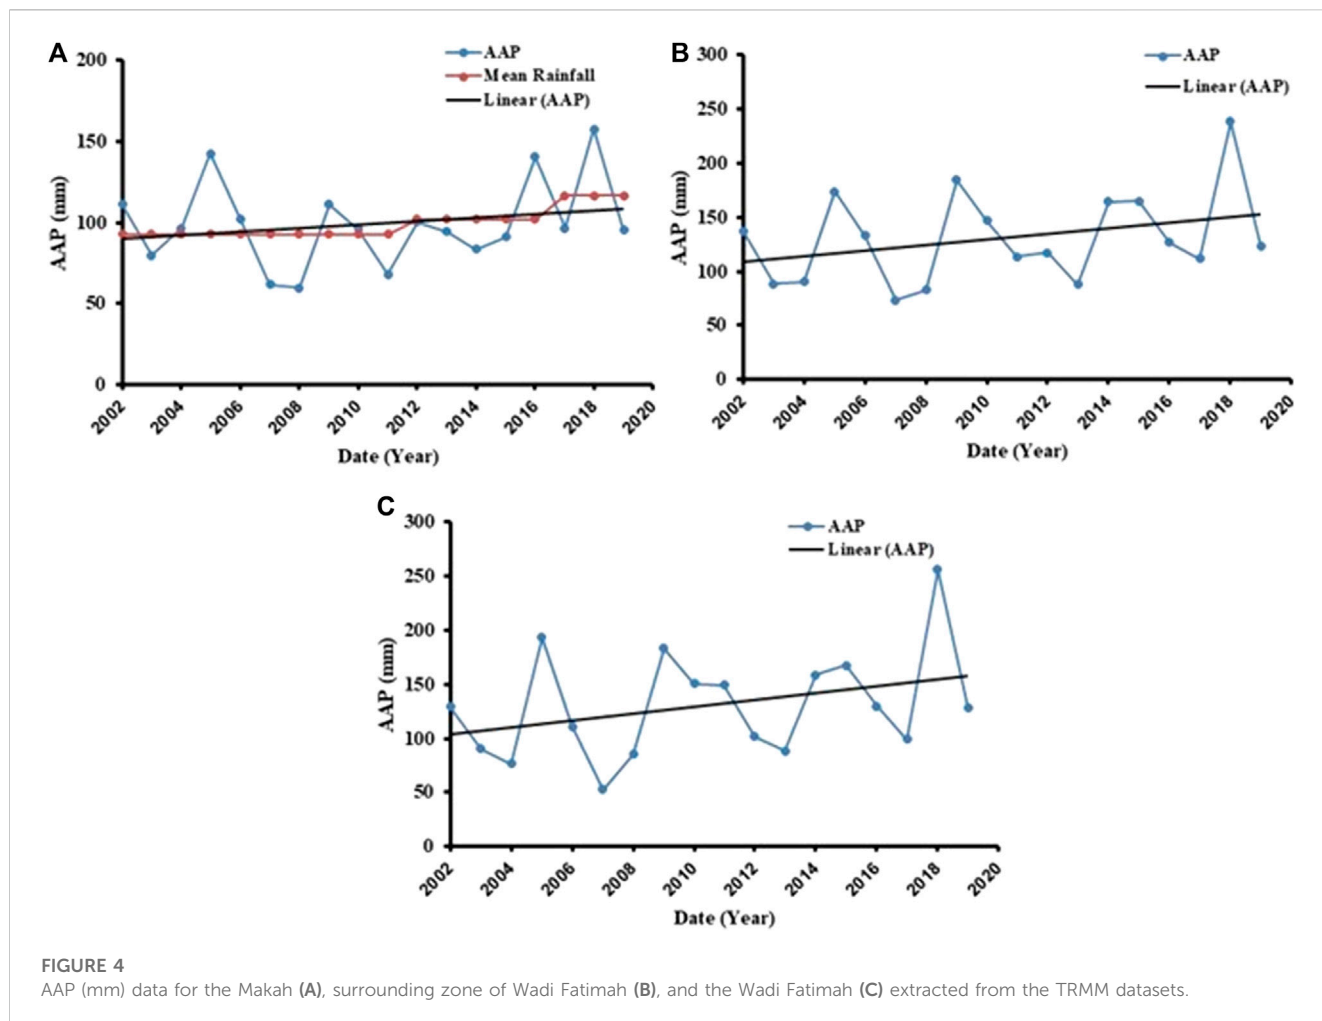 A
200
150
100
50
0
AAP (mm)
AAP
Mean Rainfall
Linear (AAP)
2002
2004
2006
2008
2010
2012
2014
2016
2018
2020
Date (Year)
B
300
250
200
150
100
50
0
AAP (mm)
AAP
Linear (AAP)
2002
2004
2006
2008
2010
2012
2014
2016
2018
2020
Date (Year)
C
300
250
200
150
100
50
0
AAP (mm)
AAP
Linear (AAP)
2002
2004
2006
2008
2010
2012
2014
2016
2018
2020
Date (Year)
FIGURE 4
AAP (mm) data for the Makah (A), surrounding zone of Wadi Fatimah (B), and the Wadi Fatimah (C) extracted from the TRMM datasets.